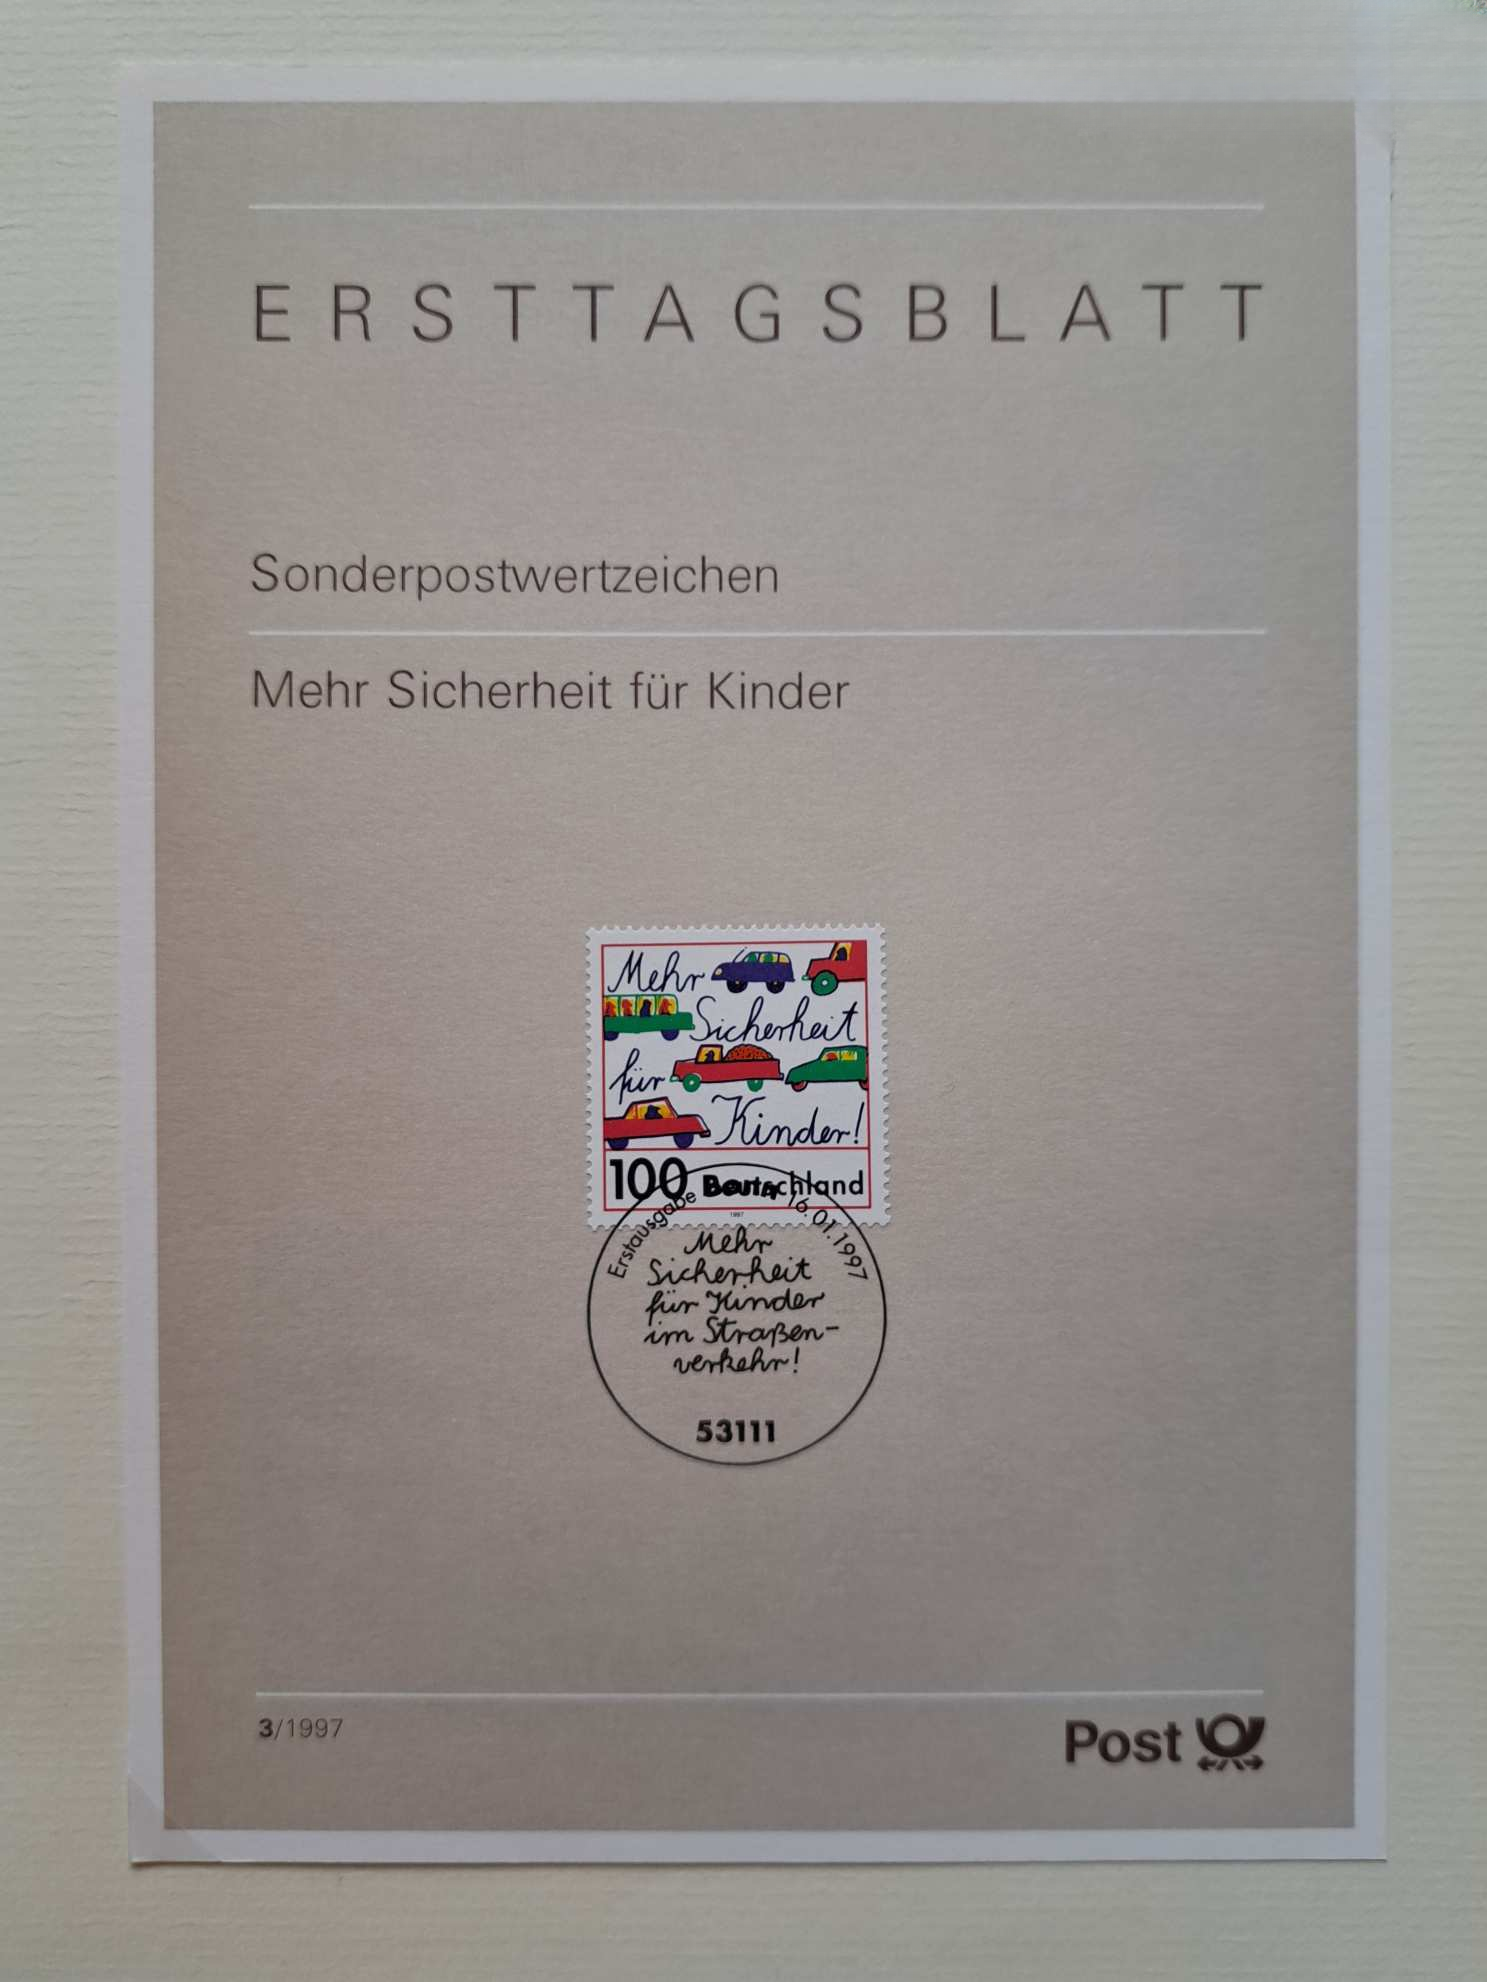 ERSTTAGSBLATT
Sonderpostwertzeichen
Mehr Sicherheit für Kinder
Mehr
Sicherheit
für
Kinder!
100 Deutschland
1997
Erstausgabe Bonn 16.01.1997
Mehr
Sicherheit
für Kinder
im Straßen-
verkehr!
53111
3/1997
Post